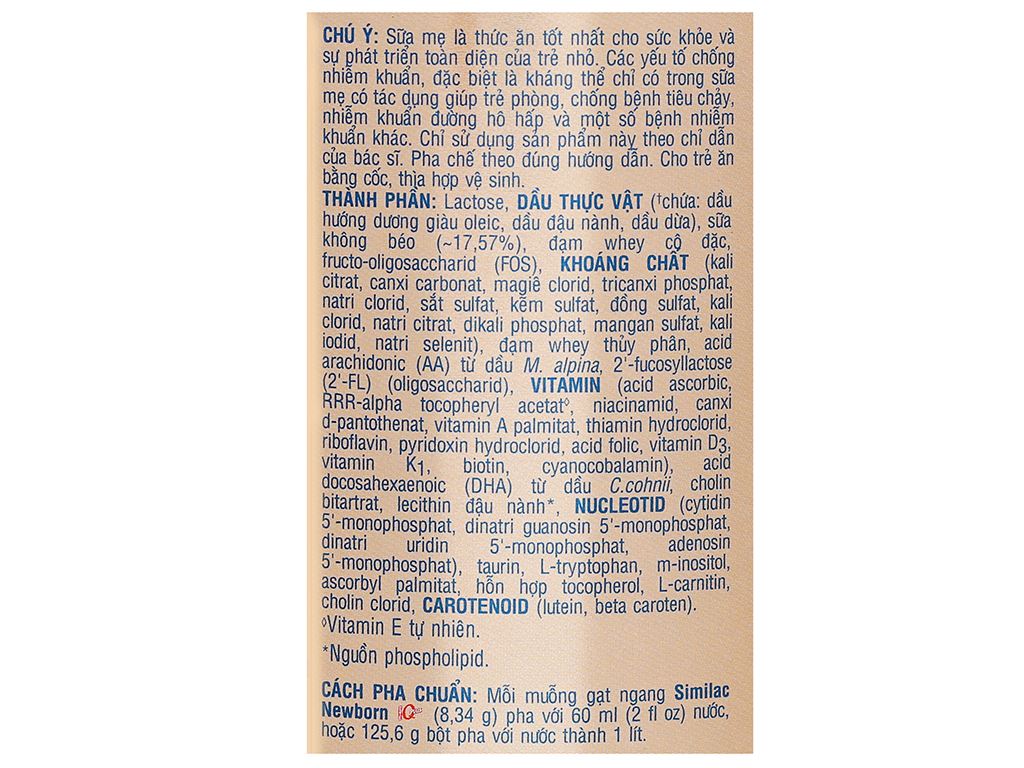 CHÚ Ý: Sữa mẹ là thức ăn tốt nhất cho sức khỏe và
sự phát triển toàn diện của trẻ nhỏ. Các yếu tố chống
nhiễm khuẩn, đặc biệt là kháng thể chỉ có trong sữa
mẹ có tác dụng giúp trẻ phòng, chống bệnh tiêu chảy,
nhiễm khuẩn đường hô hấp và một số bệnh nhiễm
khuẩn khác. Chỉ sử dụng sản phẩm này theo chỉ dẫn
của bác sĩ. Pha chế theo đúng hướng dẫn. Cho trẻ ăn
bằng cốc, thìa hợp vệ sinh.
THÀNH PHẦN: Lactose, DẦU THỰC VẬT (†chứa: dầu
hướng dương giàu oleic, dầu đậu nành, dầu dừa), sữa
không béo (~17,57%), đạm whey cô đặc,
fructo-oligosaccharid (FOS), KHOÁNG CHẤT (kali
citrat, canxi carbonat, magiê clorid, tricanxi phosphat,
natri clorid, sắt sulfat, kẽm sulfat, đồng sulfat, kali
clorid, natri citrat, dikali phosphat, mangan sulfat, kali
iodid, natri selenit), đạm whey thủy phân, acid
arachidonic (AA) từ dầu M. alpina, 2'-fucosyllactose
(2'-FL) (oligosaccharid), VITAMIN (acid ascorbic,
RRR-alpha tocopheryl acetat◊, niacinamid, canxi
d-pantothenat, vitamin A palmitat, thiamin hydroclorid,
riboflavin, pyridoxin hydroclorid, acid folic, vitamin D3,
vitamin K1, biotin, cyanocobalamin), acid
docosahexaenoic (DHA) từ dầu C.cohnii, cholin
bitartrat, lecithin đậu nành*, NUCLEOTID (cytidin
5'-monophosphat, dinatri guanosin 5'-monophosphat,
dinatri uridin 5'-monophosphat, adenosin
5'-monophosphat), taurin, L-tryptophan, m-inositol,
ascorbyl palmitat, hỗn hợp tocopherol, L-carnitin,
cholin clorid, CAROTENOID (lutein, beta caroten).
◊Vitamin E tự nhiên.
*Nguồn phospholipid.
CÁCH PHA CHUẨN: Mỗi muỗng gạt ngang Similac
Newborn IQ (8,34 g) pha với 60 ml (2 fl oz) nước,
hoặc 125,6 g bột pha với nước thành 1 lít.